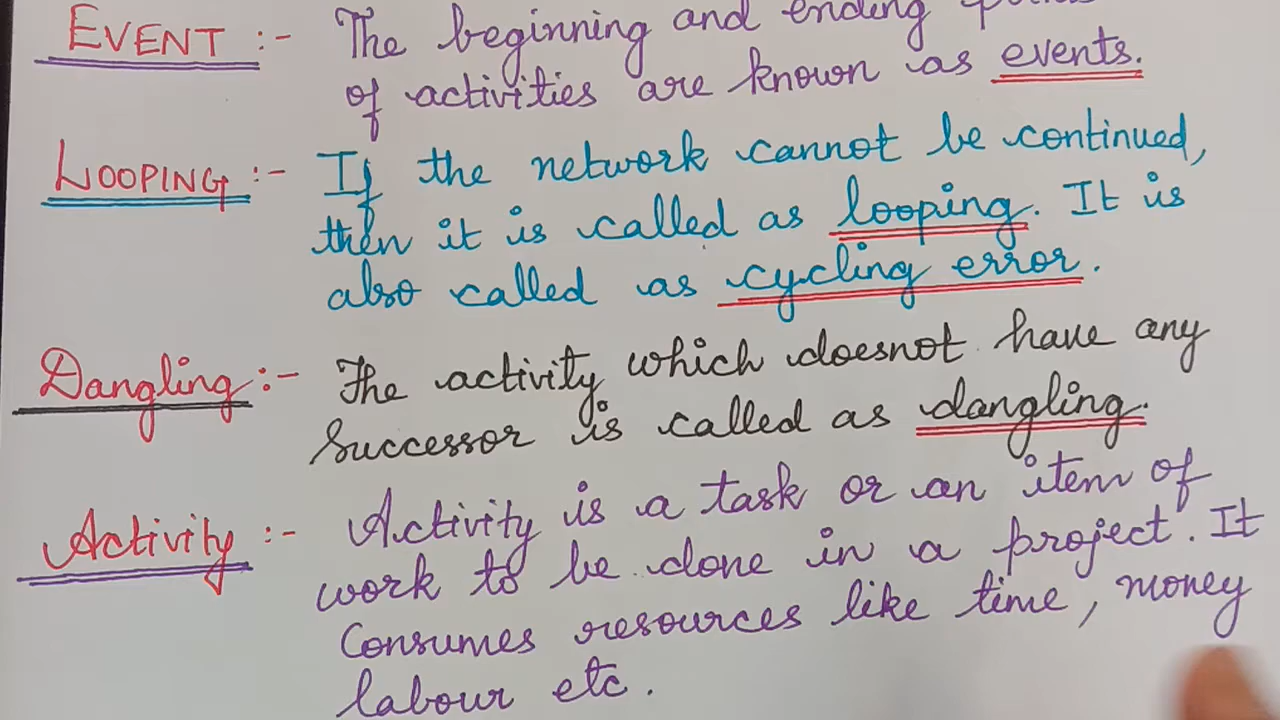 EVENT :- The beginning and ending points
of activities are known as events.
LOOPING :- If the network cannot be continued,
then it is called as looping. It is
also called as cycling error.
Dangling :- The activity which doesnot have any
Successor is called as dangling.
Activity :- Activity is a task or an item of
work to be done in a project. It
Consumes resources like time, money
labour etc.